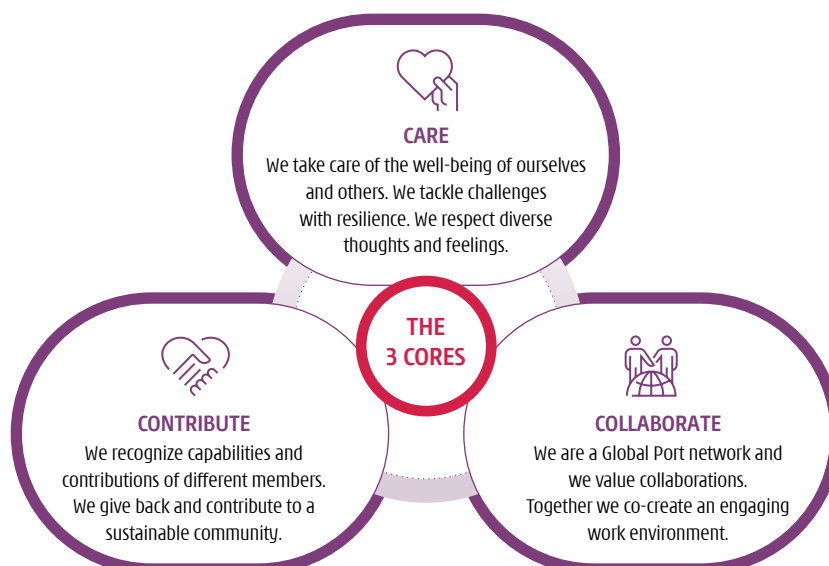 CARE
We take care of the well-being of ourselves
and others. We tackle challenges
with resilience. We respect diverse
thoughts and feelings.
THE
3 CORES
CONTRIBUTE
We recognize capabilities and
contributions of different members.
We give back and contribute to a
sustainable community.
COLLABORATE
We are a Global Port network and
we value collaborations.
Together we co-create an engaging
work environment.